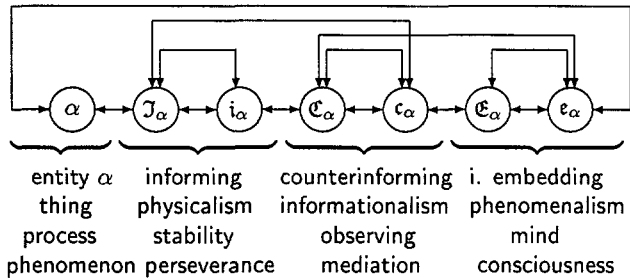 α ℑα iα ℭα cα 𝔈α eα
entity α informing counterinforming i. embedding
thing physicalism informationalism phenomenalism
process stability observing mind
phenomenon perseverance mediation consciousness